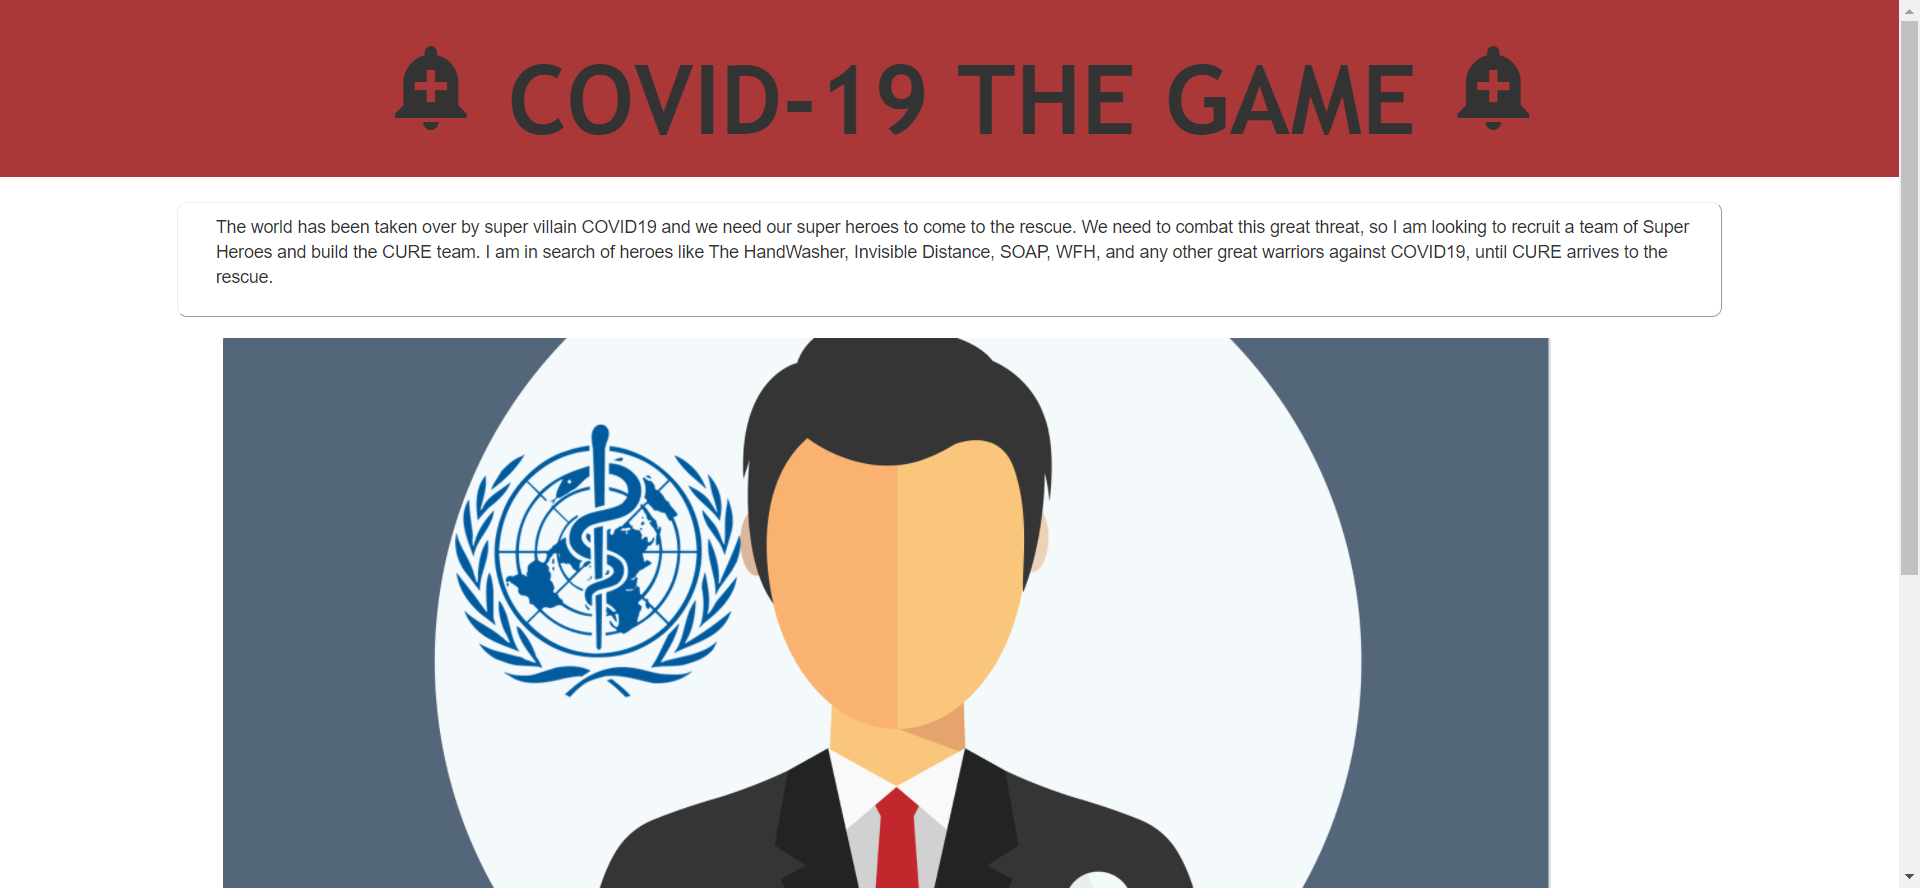 COVID-19 THE GAME
The world has been taken over by super villain COVID19 and we need our super heroes to come to the rescue. We need to combat this great threat, so I am looking to recruit a team of Super
Heroes and build the CURE team. I am in search of heroes like The HandWasher, Invisible Distance, SOAP, WFH, and any other great warriors against COVID19, until CURE arrives to the
rescue.